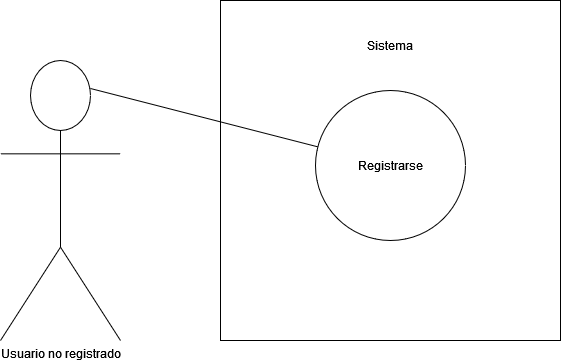 Sistema
Registrarse
Usuario no registrado